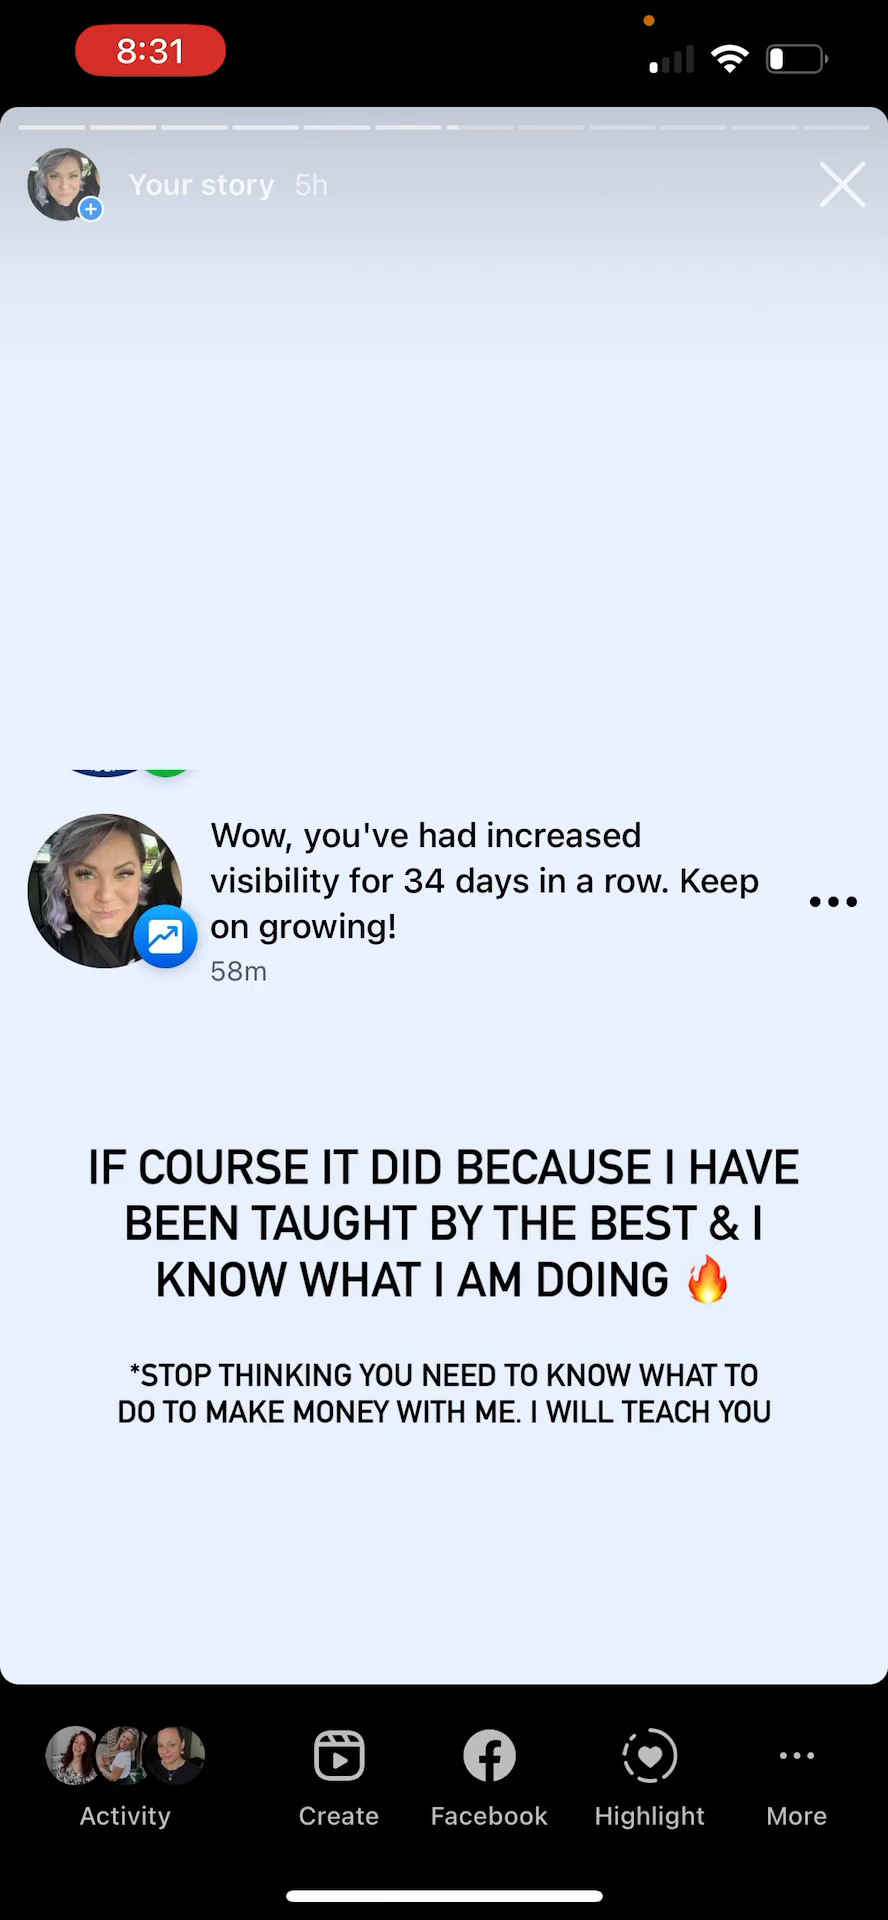 8:31
Your story 5h
Wow, you've had increased
visibility for 34 days in a row. Keep
on growing!
58m
IF COURSE IT DID BECAUSE I HAVE
BEEN TAUGHT BY THE BEST & I
KNOW WHAT I AM DOING 🔥
*STOP THINKING YOU NEED TO KNOW WHAT TO
DO TO MAKE MONEY WITH ME. I WILL TEACH YOU
Activity Create Facebook Highlight More